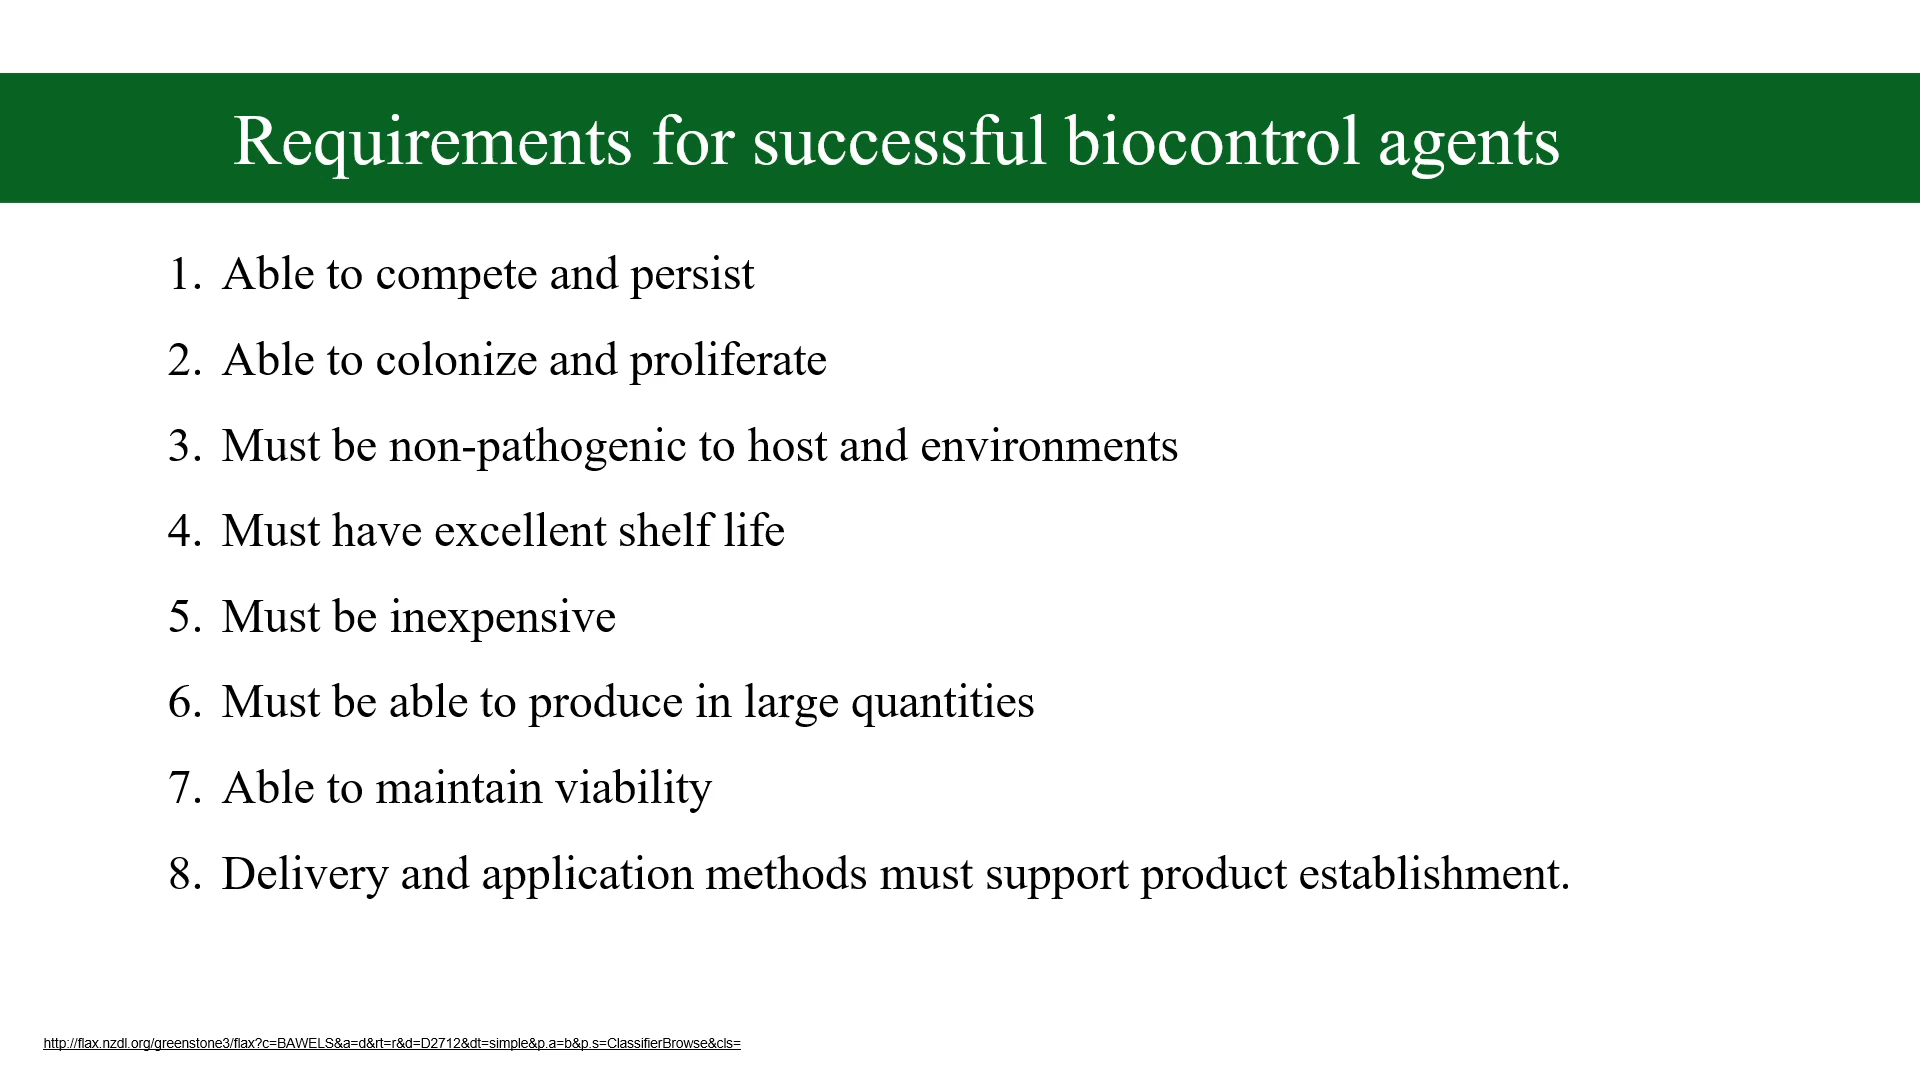 Requirements for successful biocontrol agents
1. Able to compete and persist
2. Able to colonize and proliferate
3. Must be non-pathogenic to host and environments
4. Must have excellent shelf life
5. Must be inexpensive
6. Must be able to produce in large quantities
7. Able to maintain viability
8. Delivery and application methods must support product establishment.
http://flax.nzdl.org/greenstone3/flax?c=BAWELS&a=d&rt=r&d=D2712&dt=simple&p.a=b&p.s=ClassifierBrowse&cls=